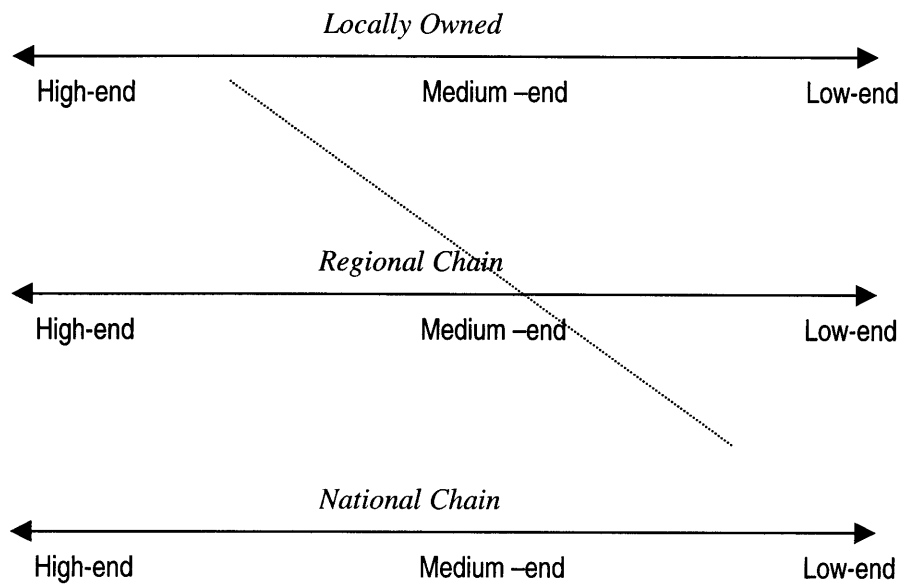 Locally Owned
High-end Medium –end Low-end
Regional Chain
High-end Medium –end Low-end
National Chain
High-end Medium –end Low-end